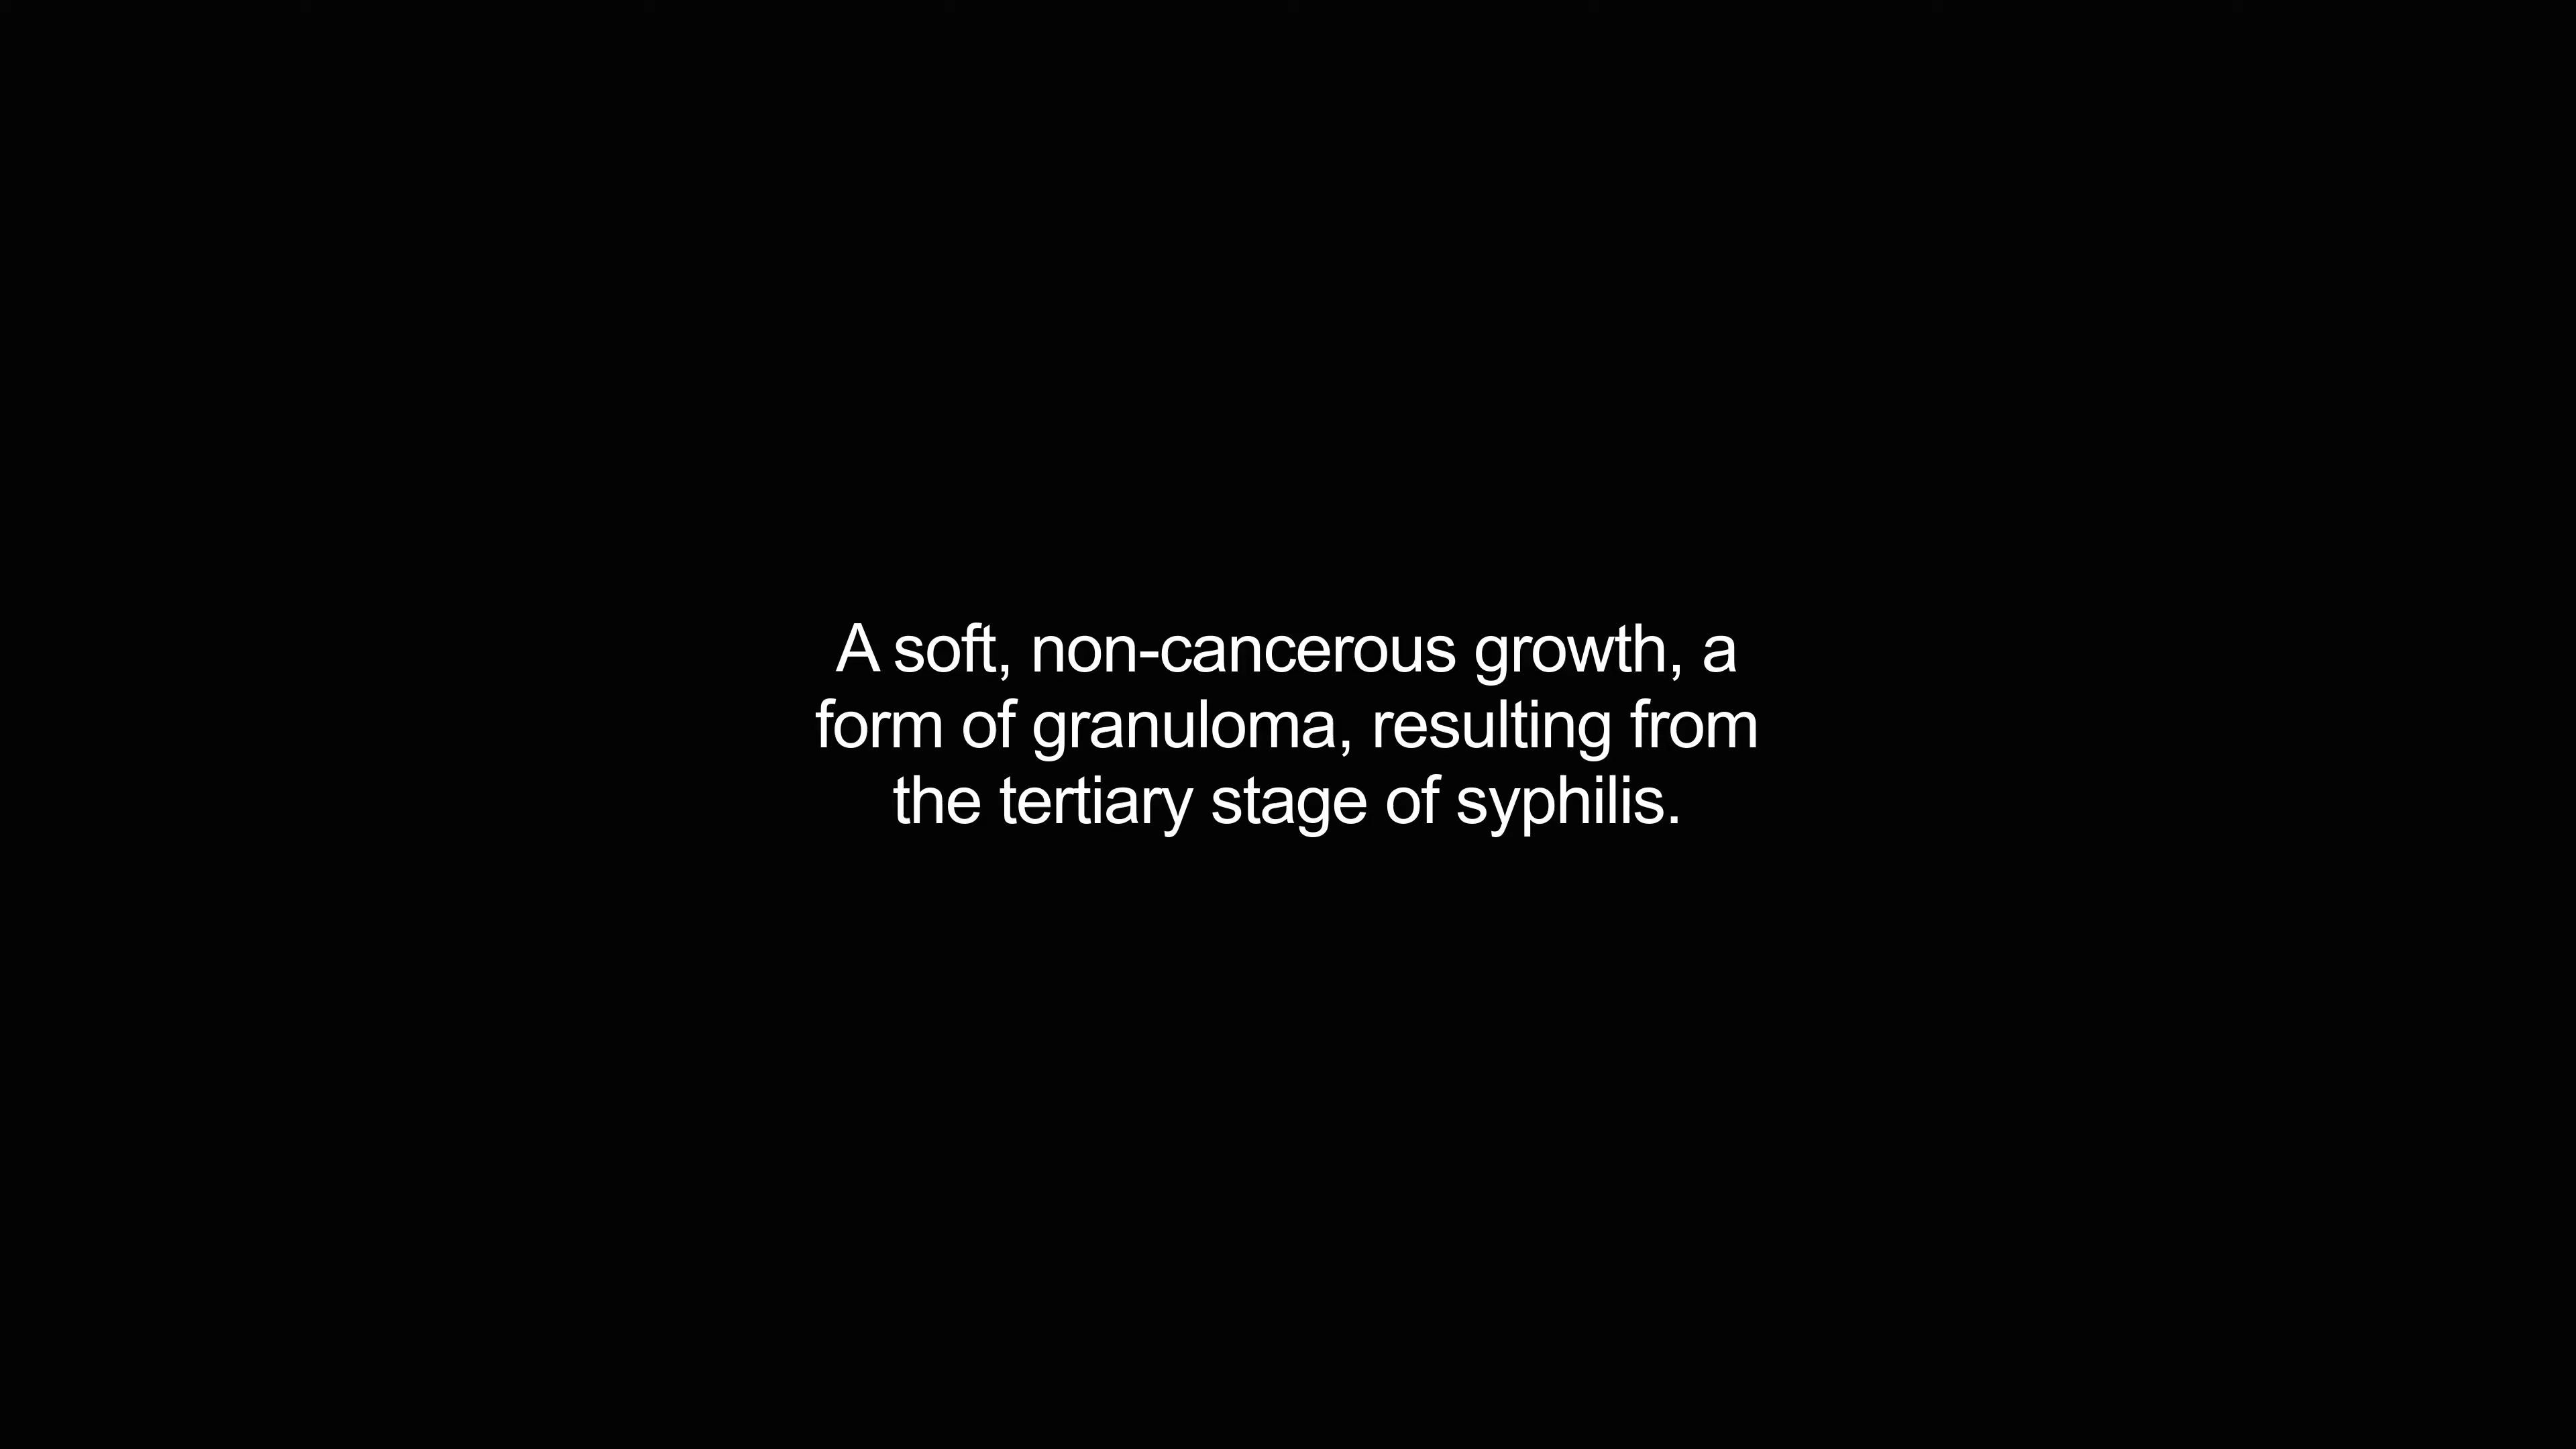 A soft, non-cancerous growth, a
form of granuloma, resulting from
the tertiary stage of syphilis.